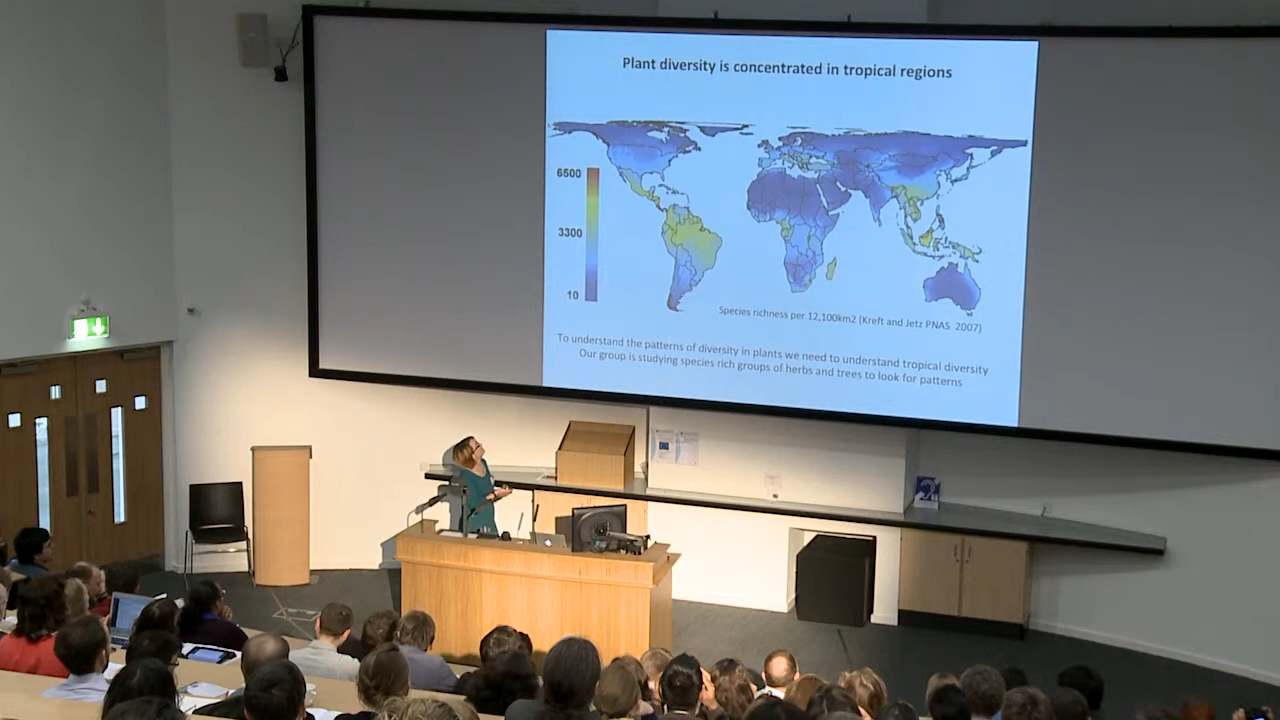 Plant diversity is concentrated in tropical regions
6500
3300
10
Species richness per 12,100km2 (Kreft and Jetz PNAS 2007)
To understand the patterns of diversity in plants we need to understand tropical diversity
Our group is studying species rich groups of herbs and trees to look for patterns